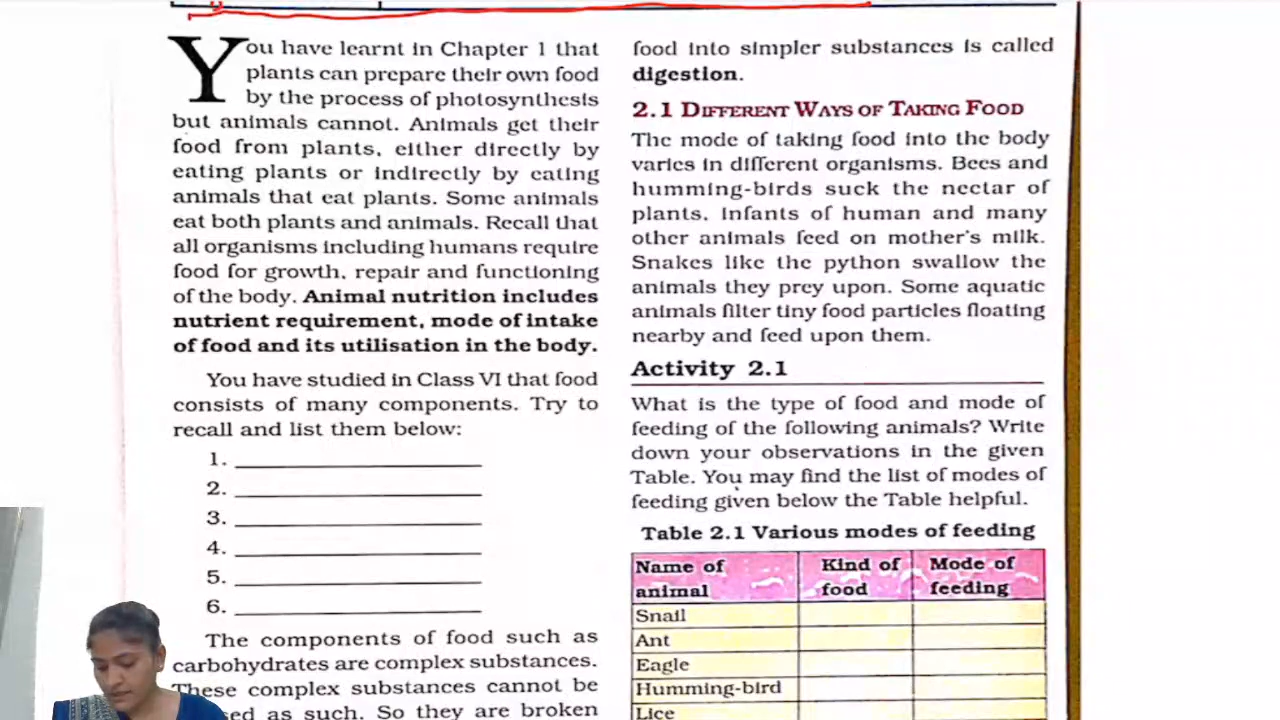 You have learnt in Chapter 1 that
plants can prepare their own food
by the process of photosynthesis
but animals cannot. Animals get their
food from plants, either directly by
eating plants or indirectly by eating
animals that eat plants. Some animals
eat both plants and animals. Recall that
all organisms including humans require
food for growth, repair and functioning
of the body. Animal nutrition includes
nutrient requirement, mode of intake
of food and its utilisation in the body.
You have studied in Class VI that food
consists of many components. Try to
recall and list them below:
1.
2.
3.
4.
5.
6.
The components of food such as
carbohydrates are complex substances.
These complex substances cannot be
as such. So they are broken
food into simpler substances is called
digestion.
2.1 DIFFERENT WAYS OF TAKING FOOD
The mode of taking food into the body
varies in different organisms. Bees and
humming-birds suck the nectar of
plants, infants of human and many
other animals feed on mother's milk.
Snakes like the python swallow the
animals they prey upon. Some aquatic
animals filter tiny food particles floating
nearby and feed upon them.
Activity 2.1
What is the type of food and mode of
feeding of the following animals? Write
down your observations in the given
Table. You may find the list of modes of
feeding given below the Table helpful.
Table 2.1 Various modes of feeding
Name of animal Kind of food Mode of feeding
Snail
Ant
Eagle
Humming-bird
Lice